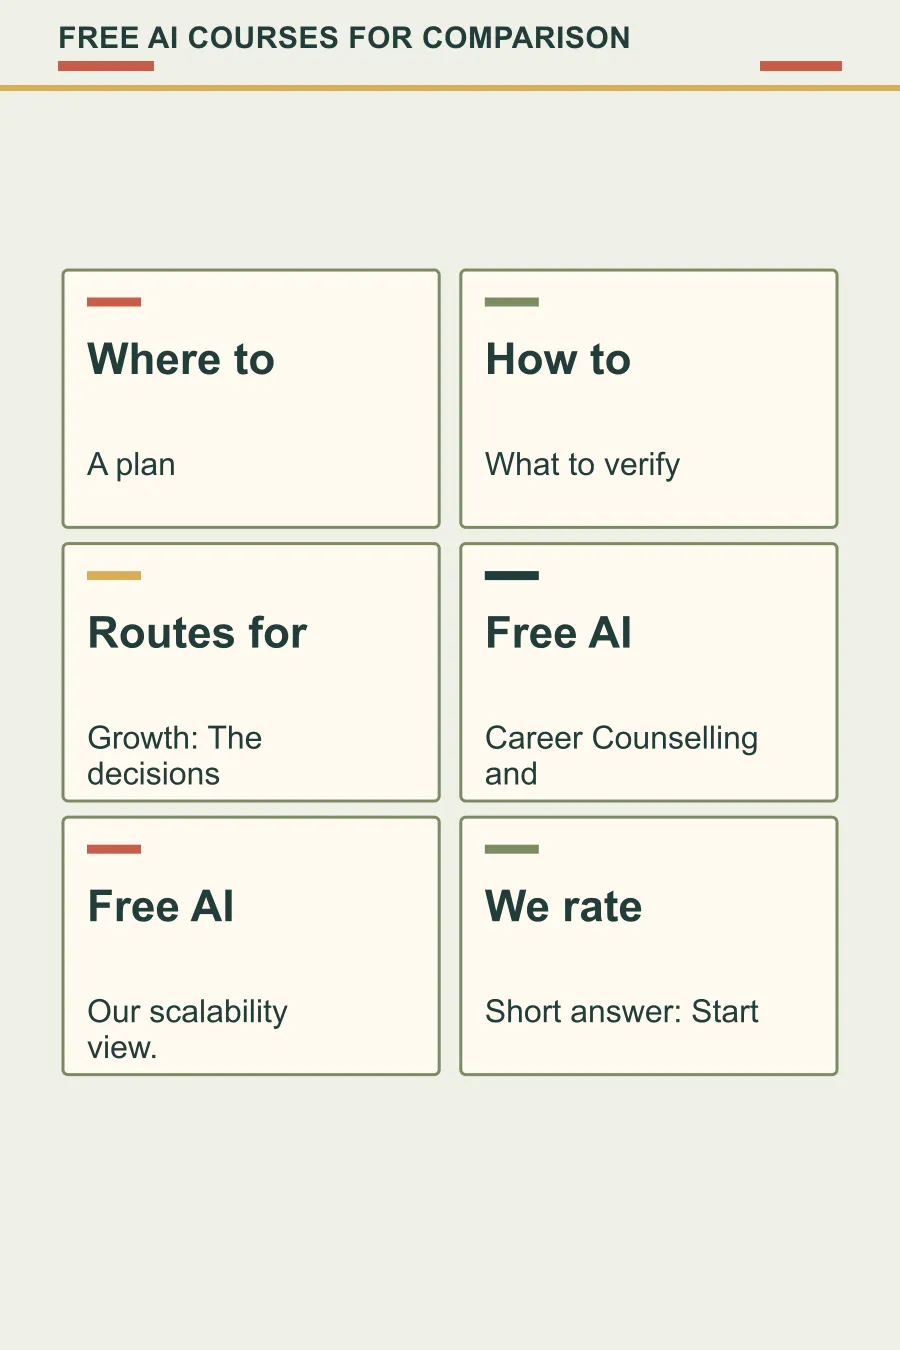 FREE AI COURSES FOR COMPARISON
Where to
A plan
How to
What to verify
Routes for
Growth: The
decisions
Free AI
Career Counselling
and
Free AI
Our scalability
view.
We rate
Short answer: Start